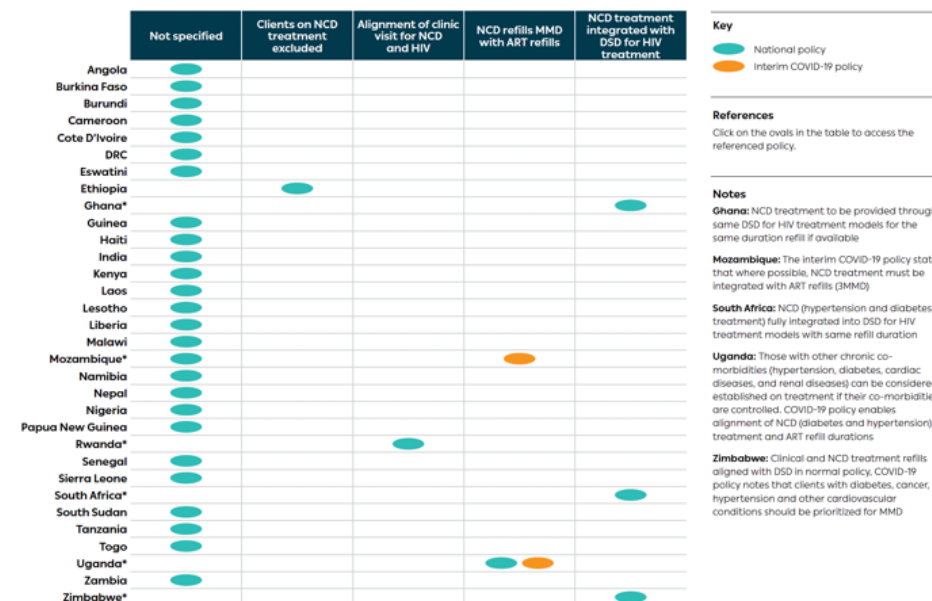 Not specified
Clients on NCD
treatment
excluded
Alignment of clinic
visit for NCD
and HIV
NCD refills MMD
with ART refills
NCD treatment
integrated with
DSD for HIV
treatment
Angola
Burkina Faso
Burundi
Cameroon
Cote D'Ivoire
DRC
Eswatini
Ethiopia
Ghana*
Guinea
Haiti
India
Kenya
Laos
Lesotho
Liberia
Malawi
Mozambique*
Namibia
Nepal
Nigeria
Papua New Guinea
Rwanda*
Senegal
Sierra Leone
South Africa*
South Sudan
Tanzania
Togo
Uganda*
Zambia
Zimbabwe*
Key
National policy
Interim COVID-19 policy
References
Click on the ovals in the table to access the
referenced policy.
Notes
Ghana: NCD treatment to be provided through
same DSD for HIV treatment models for the
same duration refill if available
Mozambique: The interim COVID-19 policy stat
that where possible, NCD treatment must be
integrated with ART refills (3MMD)
South Africa: NCD (hypertension and diabetes
treatment) fully integrated into DSD for HIV
treatment models with same refill duration
Uganda: Those with other chronic co-
morbidities (hypertension, diabetes, cardiac
diseases, and renal diseases) can be considere
established on treatment if their co-morbiditie
are controlled. COVID-19 policy enables
alignment of NCD (diabetes and hypertension)
treatment and ART refill durations
Zimbabwe: Clinical and NCD treatment refills
aligned with DSD in normal policy, COVID-19
policy notes that clients with diabetes, cancer,
hypertension and other cardiovascular
conditions should be prioritized for MMD